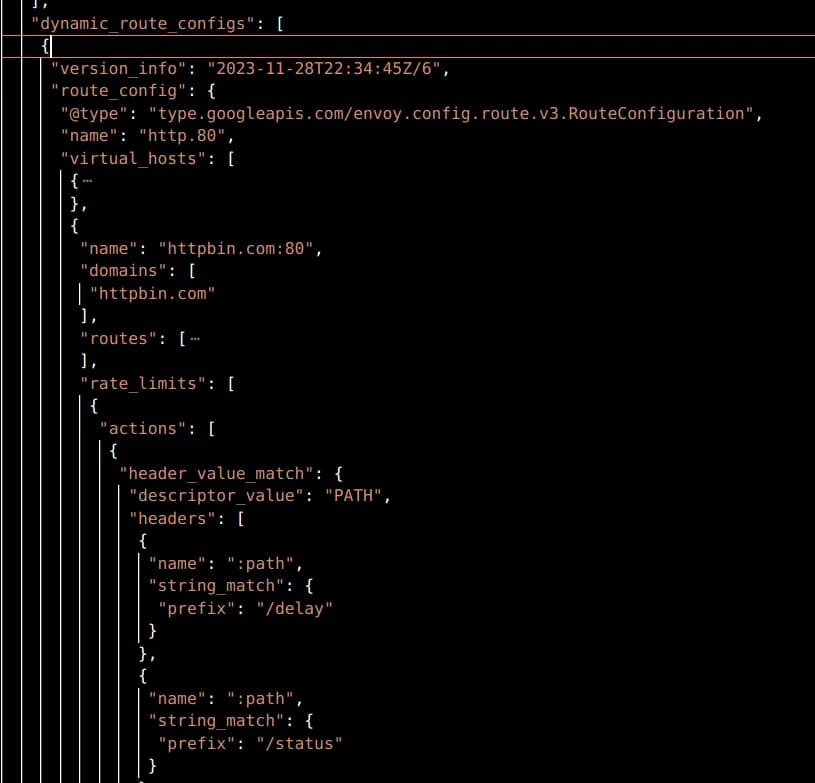 ],
"dynamic_route_configs": [
{
"version_info": "2023-11-28T22:34:45Z/6",
"route_config": {
"@type": "type.googleapis.com/envoy.config.route.v3.RouteConfiguration",
"name": "http.80",
"virtual_hosts": [
{⋯
},
{
"name": "httpbin.com:80",
"domains": [
"httpbin.com"
],
"routes": [⋯
],
"rate_limits": [
{
"actions": [
{
"header_value_match": {
"descriptor_value": "PATH",
"headers": [
{
"name": ":path",
"string_match": {
"prefix": "/delay"
}
},
{
"name": ":path",
"string_match": {
"prefix": "/status"
}